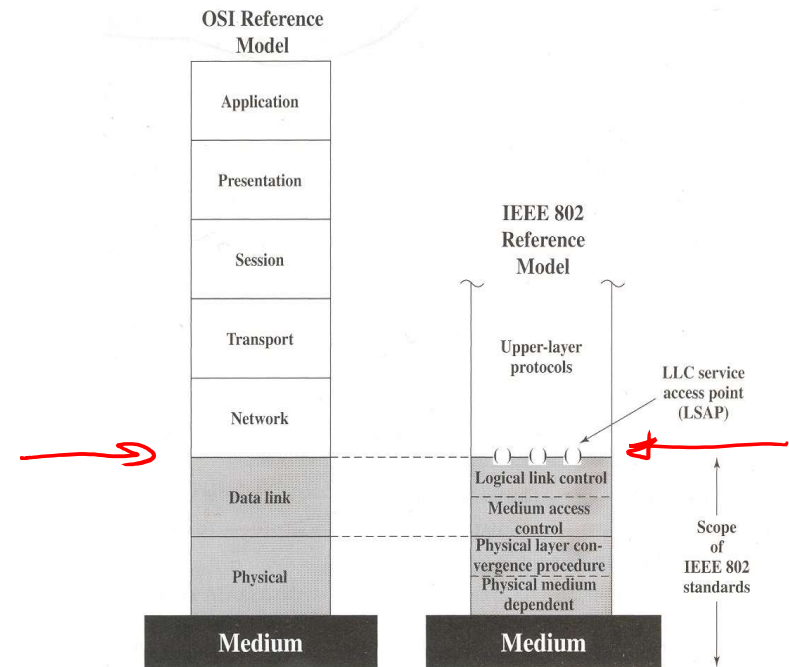 OSI Reference
Model
Application
Presentation
Session
Transport
Network
Data link
Physical
Medium
IEEE 802
Reference
Model
Upper-layer
protocols
LLC service
access point
(LSAP)
Logical link control
Medium access
control
Physical layer con-
vergence procedure
Physical medium
dependent
Medium
Scope
of
IEEE 802
standards